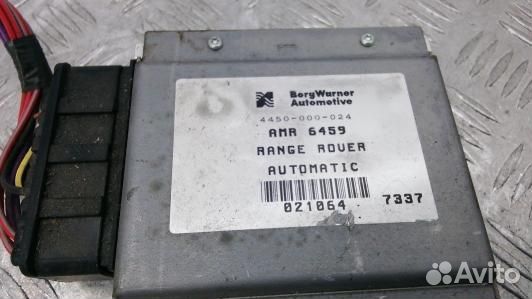 BorgWarner
Automotive
4450-000-024
AMR 6459
RANGE ROVER
AUTOMATIC
021064 7337
Avito